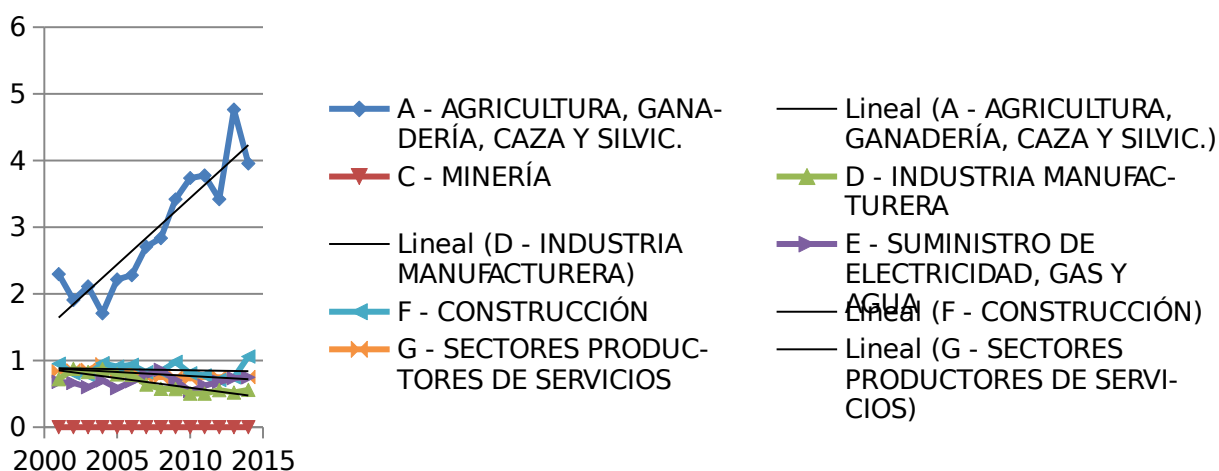 6
5
4
3
2
1
0
2000 2005 2010 2015
A - AGRICULTURA, GANA-
DERÍA, CAZA Y SILVIC.
Lineal (A - AGRICULTURA,
GANADERÍA, CAZA Y SILVIC.)
C - MINERÍA
D - INDUSTRIA MANUFAC-
TURERA
Lineal (D - INDUSTRIA
MANUFACTURERA)
E - SUMINISTRO DE
ELECTRICIDAD, GAS Y
AGUA
F - CONSTRUCCIÓN
Lineal (F - CONSTRUCCIÓN)
G - SECTORES PRODUC-
TORES DE SERVICIOS
Lineal (G - SECTORES
PRODUCTORES DE SERVI-
CIOS)